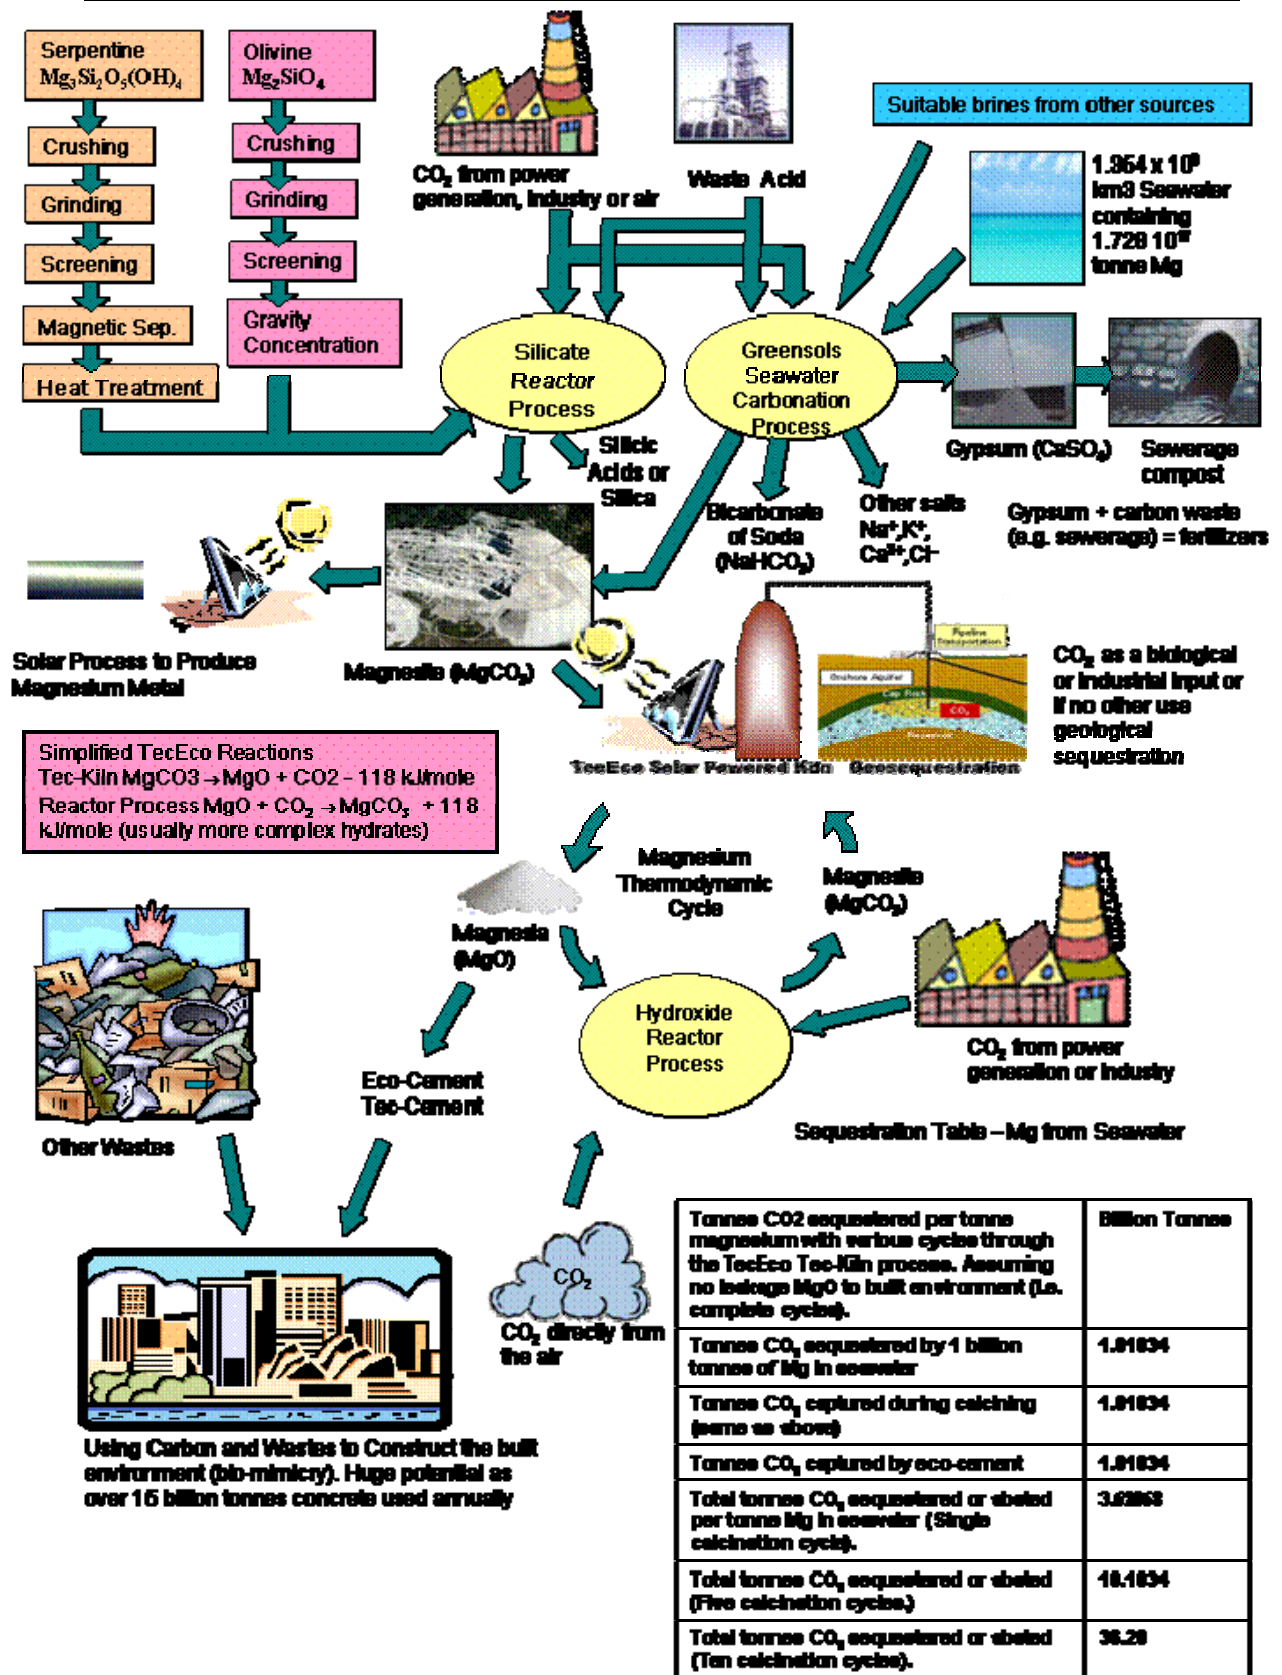 Serpentine
Mg3Si2O5(OH)4
Crushing
Grinding
Screening
Magnetic Sep.
Heat Treatment
Olivine
Mg2SiO4
Crushing
Grinding
Screening
Gravity
Concentration
CO2 from power
generation, industry or air
Waste Acid
Suitable brines from other sources
km3 Seawater
containing
tonne Mg
Silicate
Reactor
Process
Greensols
Seawater
Carbonation
Process
Silicic
Acids or
Silica
Bicarbonate
of Soda
(NaHCO3)
Other salts
Na+,K+,
Ca2+,Cl-
Gypsum (CaSO4)
Sewerage
compost
Gypsum + carbon waste
(e.g. sewerage) = fertilizers
Solar Process to Produce
Magnesium Metal
Magnesite (MgCO3)
Pipeline
Transportation
Onshore Aquifer
Cap Rock
CO2
Reservoir
TecEco Solar Powered Kiln
Geosequestration
CO2 as a biological
or industrial input or
if no other use
geological
sequestration
Simplified TecEco Reactions
Tec-Kiln MgCO3 → MgO + CO2 - 118 kJ/mole
Reactor Process MgO + CO2 → MgCO3 + 118
kJ/mole (usually more complex hydrates)
Magnesium
Thermodynamic
Cycle
Magnesite
(MgCO3)
Magnesia
(MgO)
Hydroxide
Reactor
Process
CO2 from power
generation or industry
Eco-Cement
Tec-Cement
Other Wastes
CO2
CO2 directly from
the air
Using Carbon and Wastes to Construct the built
environment (bio-mimicry). Huge potential as
over 15 billion tonnes concrete used annually
Sequestration Table – Mg from Seawater
Tonnes CO2 sequestered per tonne
magnesium with various cycles through
the TecEco Tec-Kiln process. Assuming
no leakage MgO to built environment (i.e.
complete cycles).
Billion Tonnes
Tonnes CO2 sequestered by 1 billion
tonnes of Mg in seawater
1.81034
Tonnes CO2 captured during calcining
(same as above)
1.81034
Tonnes CO2 captured by eco-cement
1.81034
Total tonnes CO2 sequestered or abated
per tonne Mg in seawater (Single
calcination cycle).
Total tonnes CO2 sequestered or abated
(Five calcination cycles.)
Total tonnes CO2 sequestered or abated
(Ten calcination cycles).